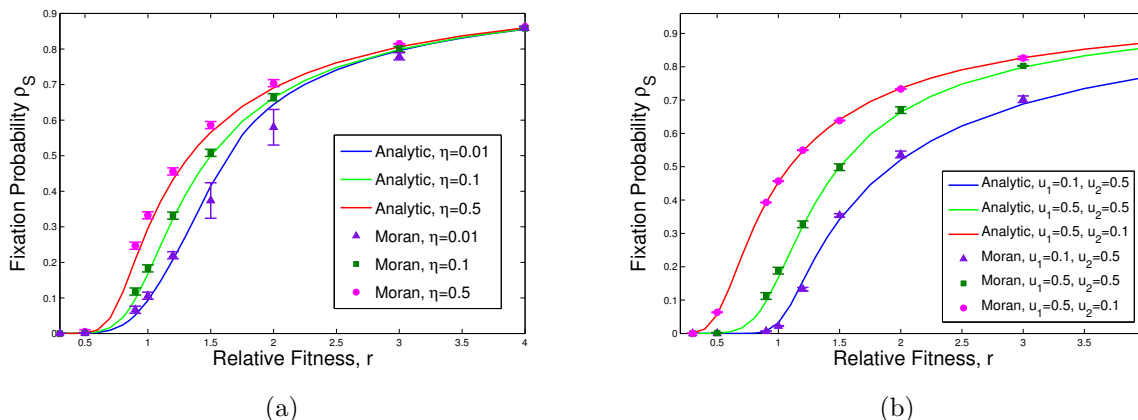 0.9
0.8
0.7
0.6
0.5
0.4
0.3
0.2
0.1
0
Fixation Probability ρS
0.5 1 1.5 2 2.5 3 3.5 4
Relative Fitness, r
Analytic, η=0.01
Analytic, η=0.1
Analytic, η=0.5
Moran, η=0.01
Moran, η=0.1
Moran, η=0.5
(a)
0.9
0.8
0.7
0.6
0.5
0.4
0.3
0.2
0.1
0
Fixation Probability ρS
0.5 1 1.5 2 2.5 3 3.5
Relative Fitness, r
Analytic, u1=0.1, u2=0.5
Analytic, u1=0.5, u2=0.5
Analytic, u1=0.5, u2=0.1
Moran, u1=0.1, u2=0.5
Moran, u1=0.5, u2=0.5
Moran, u1=0.5, u2=0.1
(b)